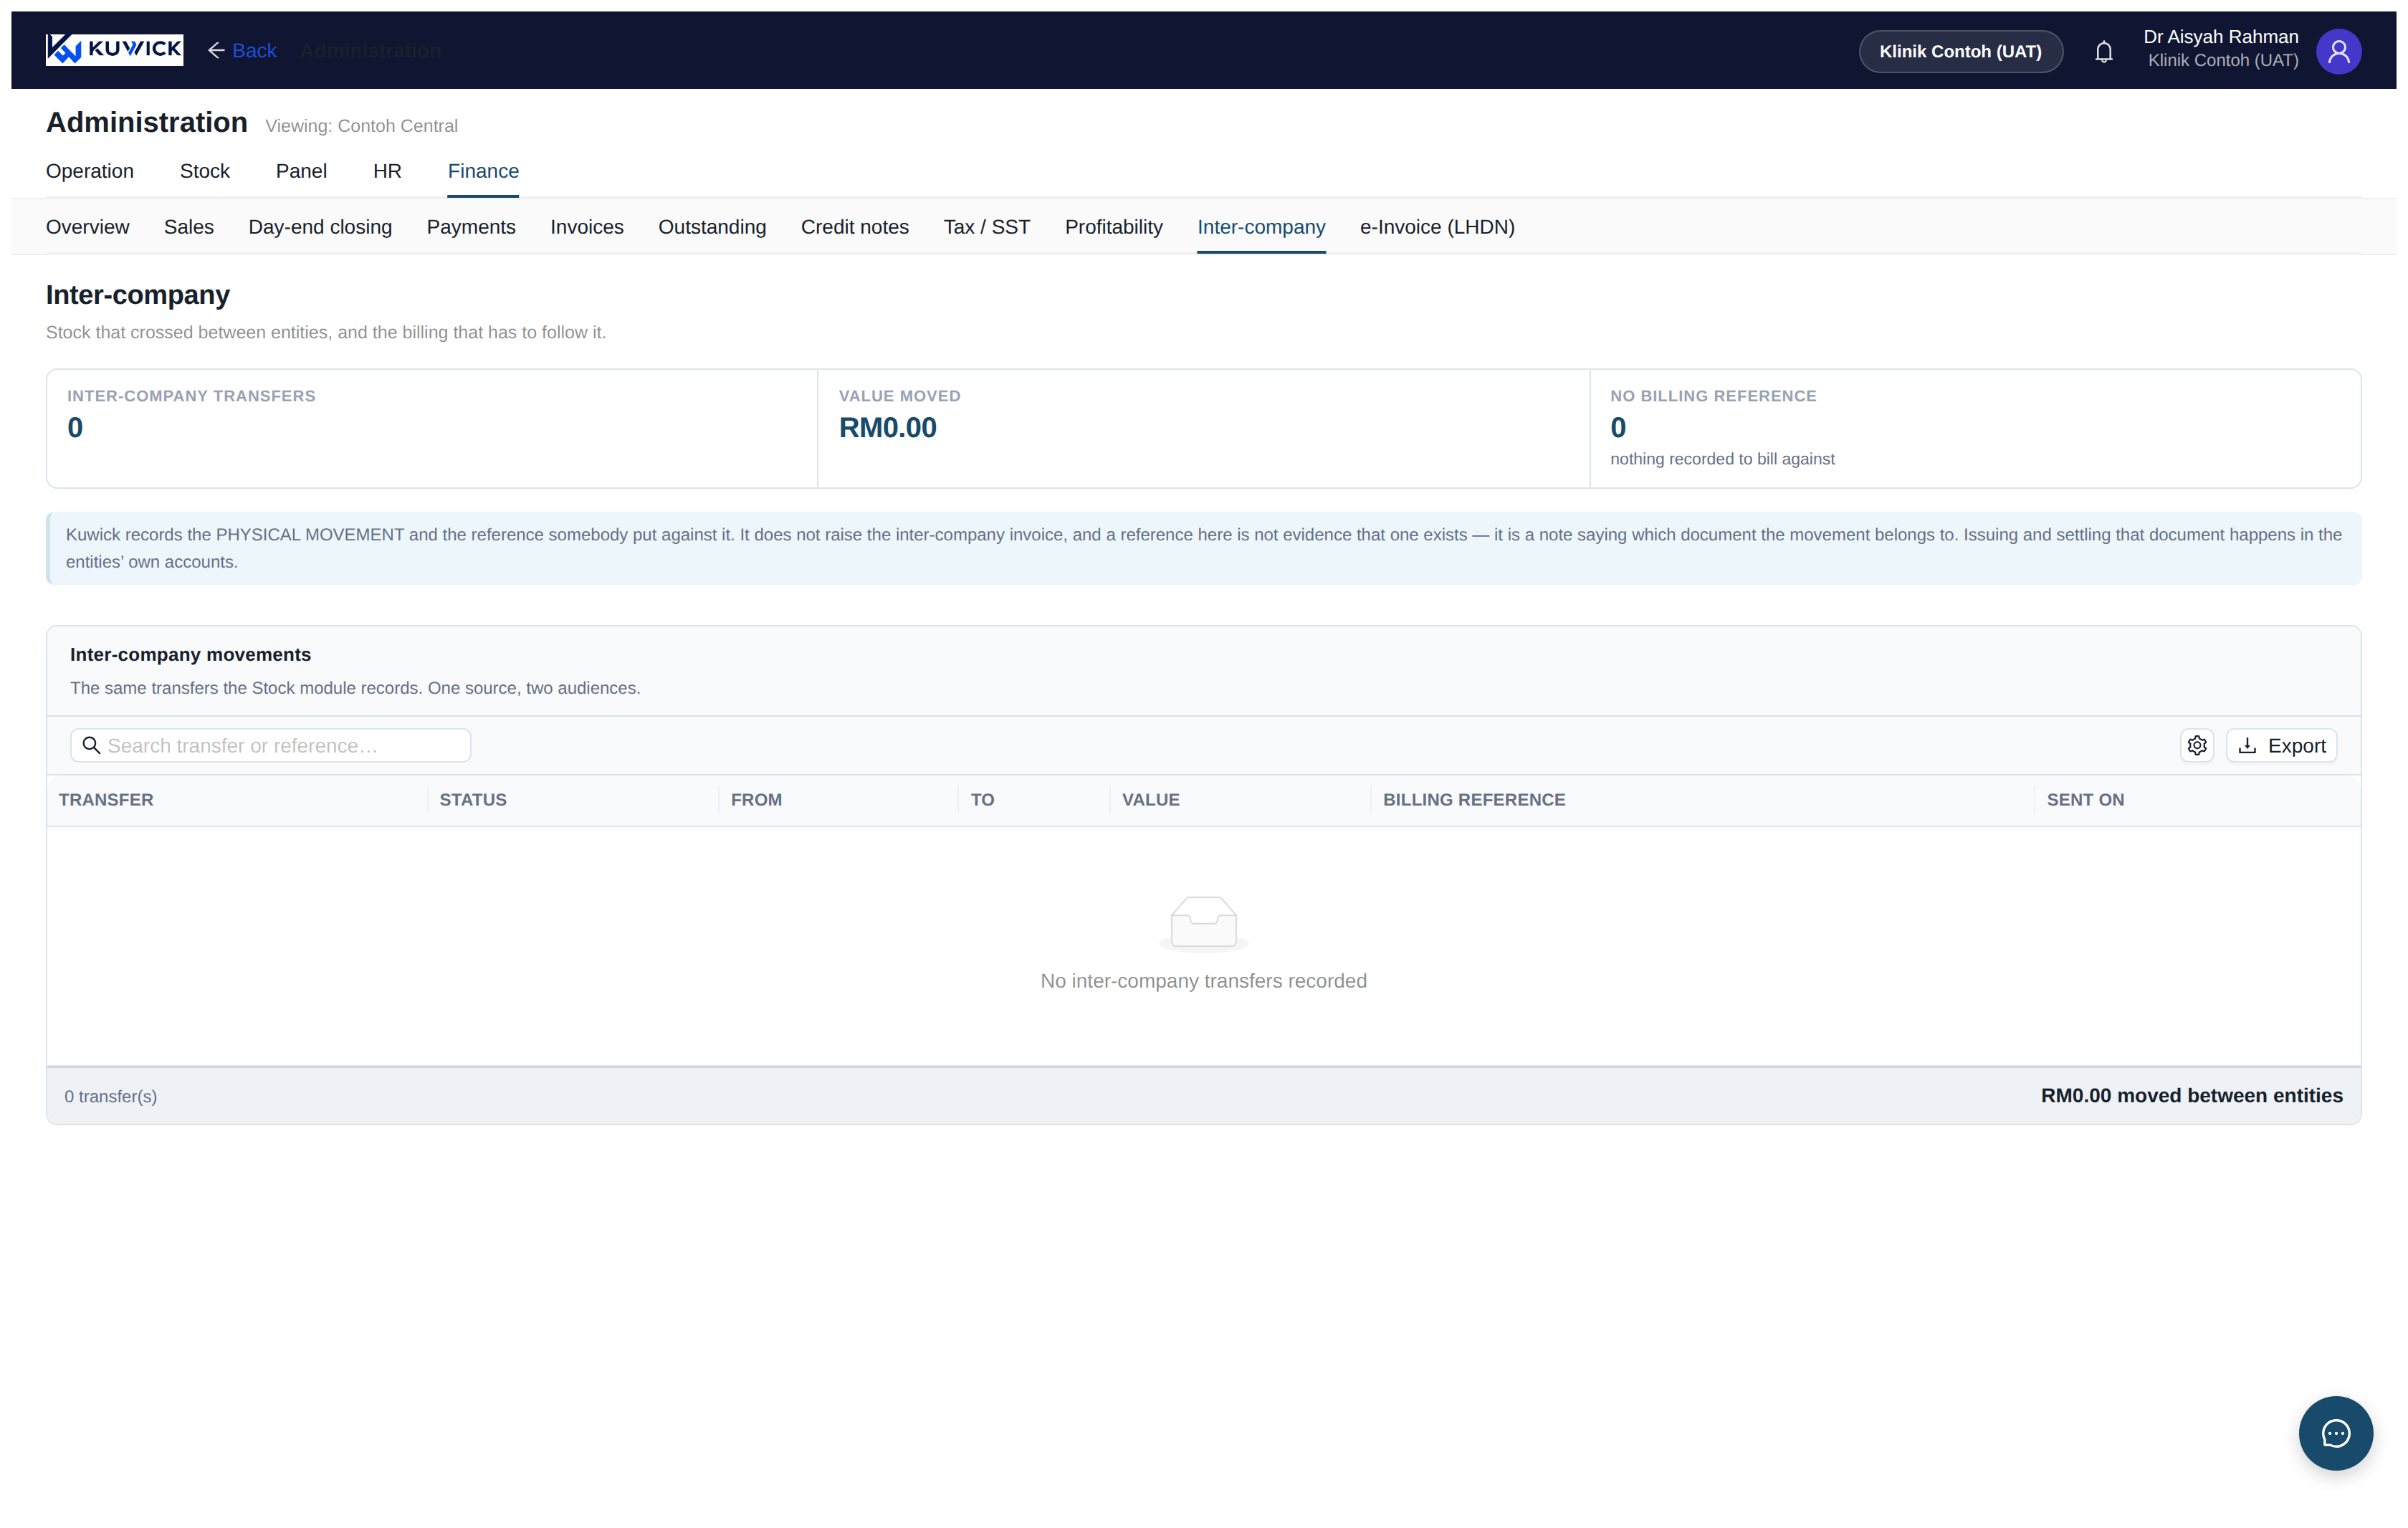 KUWICK
Back
Administration
Klinik Contoh (UAT)
Dr Aisyah Rahman
Klinik Contoh (UAT)
Administration
Viewing: Contoh Central
Operation
Stock
Panel
HR
Finance
Overview
Sales
Day-end closing
Payments
Invoices
Outstanding
Credit notes
Tax / SST
Profitability
Inter-company
e-Invoice (LHDN)
Inter-company
Stock that crossed between entities, and the billing that has to follow it.
INTER-COMPANY TRANSFERS
0
VALUE MOVED
RM0.00
NO BILLING REFERENCE
0
nothing recorded to bill against
Kuwick records the PHYSICAL MOVEMENT and the reference somebody put against it. It does not raise the inter-company invoice, and a reference here is not evidence that one exists — it is a note saying which document the movement belongs to. Issuing and settling that document happens in the
entities’ own accounts.
Inter-company movements
The same transfers the Stock module records. One source, two audiences.
Search transfer or reference…
Export
TRANSFER
STATUS
FROM
TO
VALUE
BILLING REFERENCE
SENT ON
No inter-company transfers recorded
0 transfer(s)
RM0.00 moved between entities